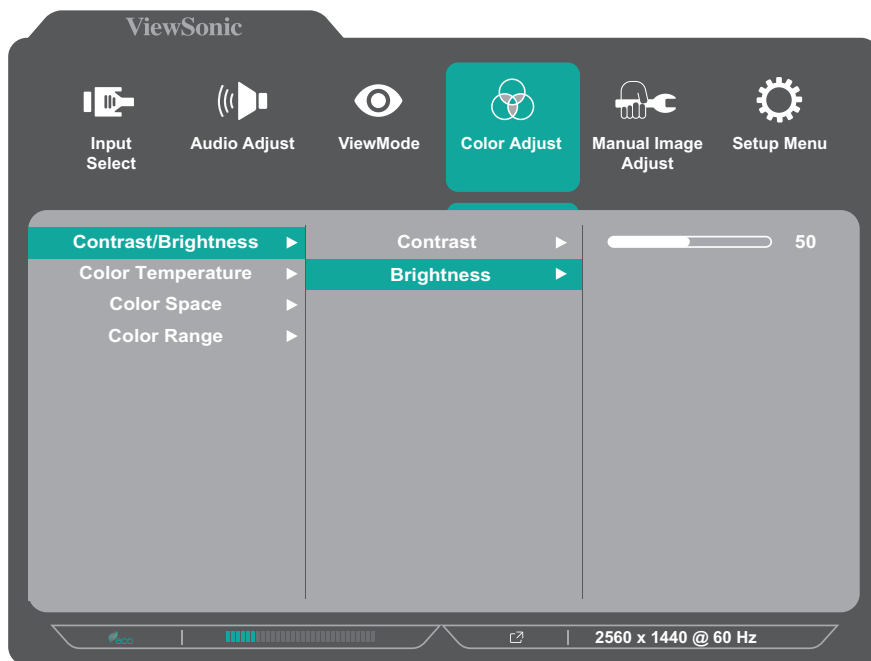 ViewSonic
Input Select
Audio Adjust
ViewMode
Color Adjust
Manual Image Adjust
Setup Menu
Contrast/Brightness
Color Temperature
Color Space
Color Range
Contrast
Brightness
50
eco
2560 x 1440 @ 60 Hz